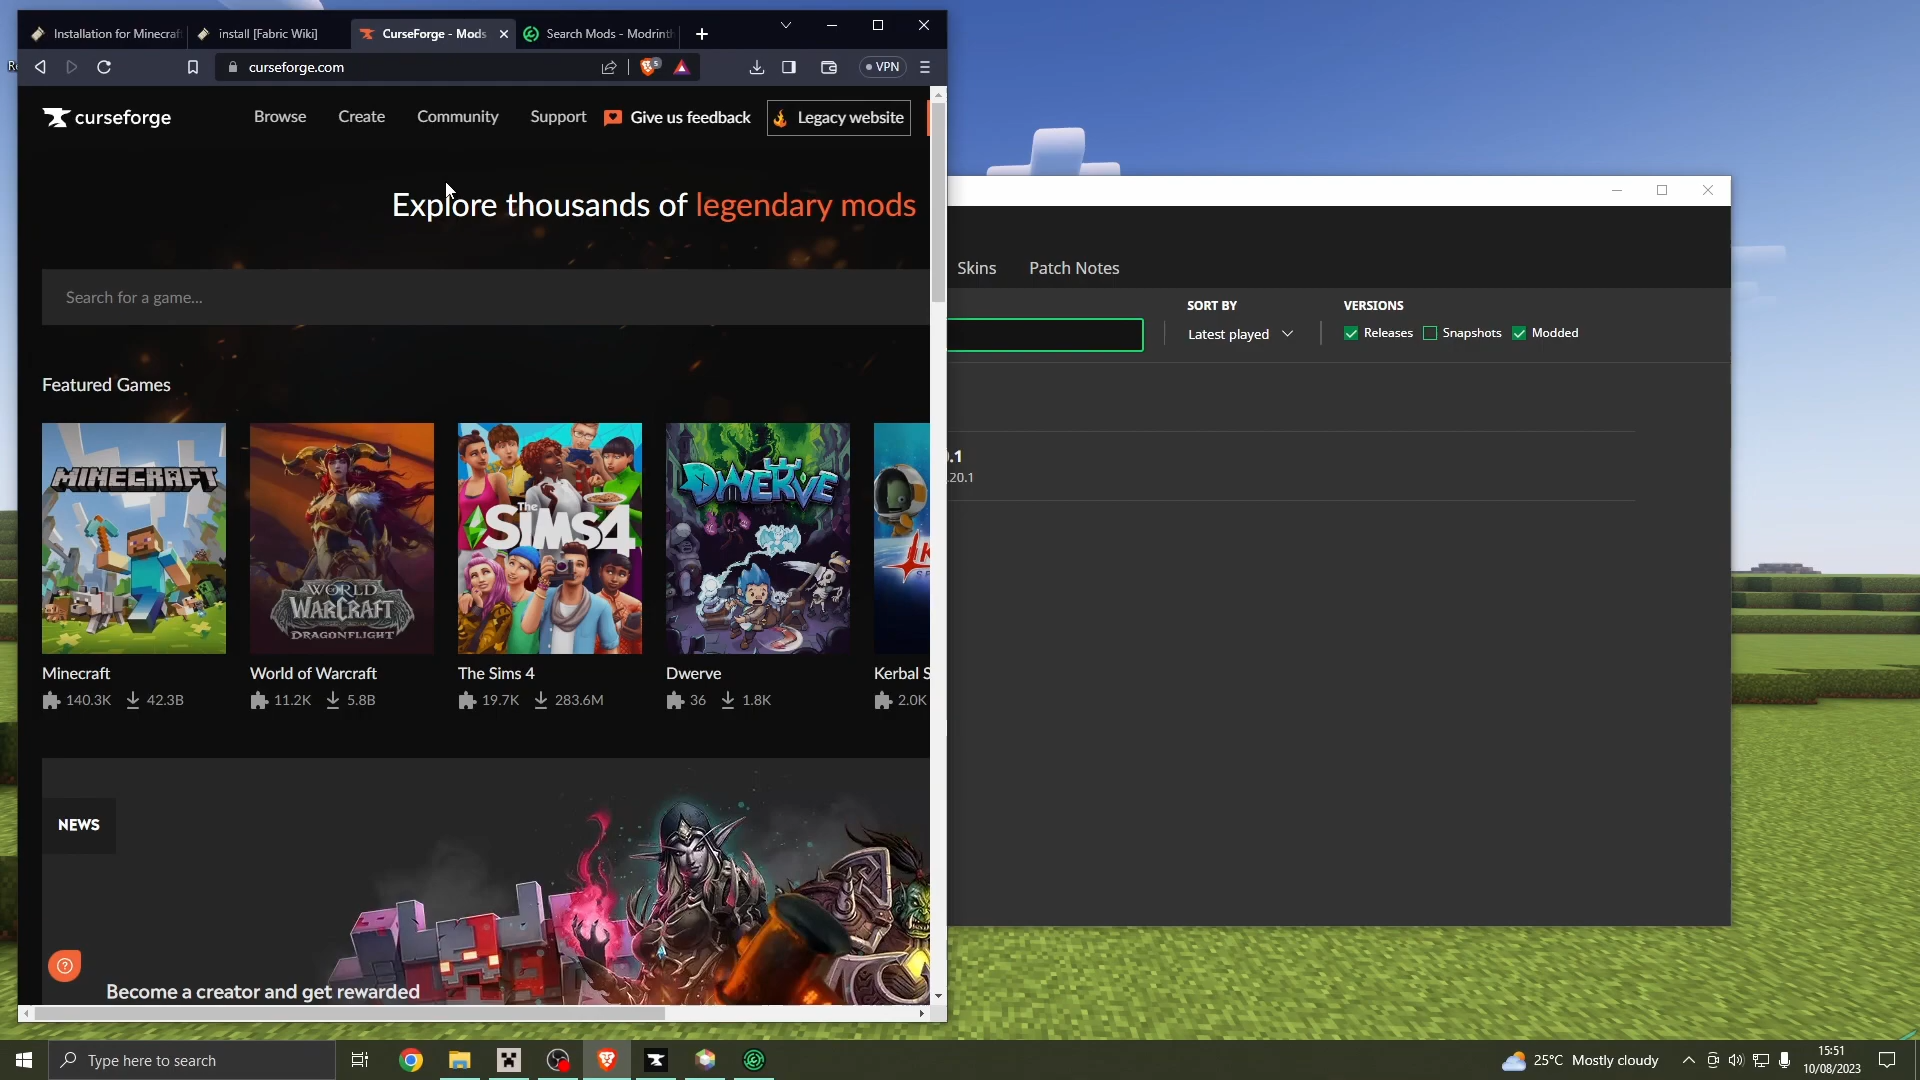 Installation for Minecraft
install [Fabric Wiki]
CurseForge - Mods
Search Mods - Modrinth
curseforge.com
5
VPN
curseforge
Browse
Create
Community
Support
Give us feedback
Legacy website
Explore thousands of legendary mods
Search for a game...
Featured Games
MINECRAFT
WORLD OF WARCRAFT
DRAGONFLIGHT
The SIMS 4
DWERVE
Minecraft
World of Warcraft
The Sims 4
Dwerve
Kerbal S
140.3K
42.3B
11.2K
5.8B
19.7K
283.6M
36
1.8K
2.0K
NEWS
Become a creator and get rewarded
Skins
Patch Notes
SORT BY
VERSIONS
Latest played
Releases
Snapshots
Modded
.1
.20.1
Type here to search
25°C Mostly cloudy
15:51
10/08/2023